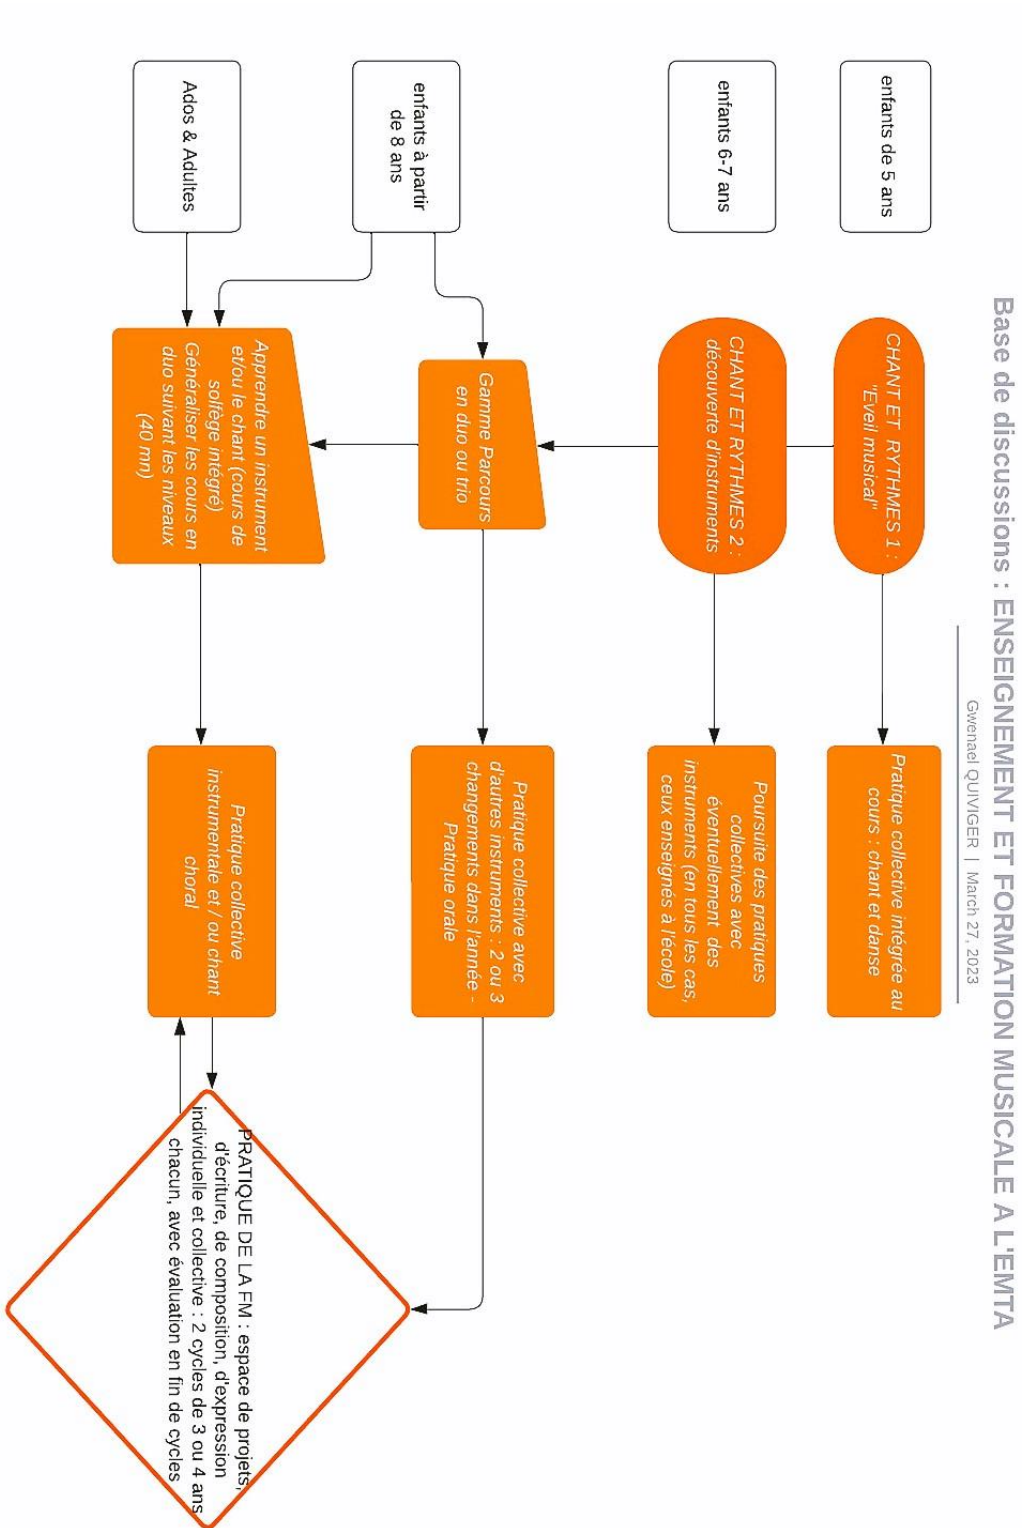 Base de discussions : ENSEIGNEMENT ET FORMATION MUSICALE A L'EMTA
Gwenael QUIVIGER | March 27, 2023
enfants de 5 ans
CHANT ET RYTHMES 1 :
"Eveil musical"
Pratique collective intégrée au
cours : chant et danse
enfants 6-7 ans
CHANT ET RYTHMES 2 :
découverte d'instruments
Poursuite des pratiques
collectives avec
éventuellement des
instruments (en tous les cas,
ceux enseignés à l'école)
enfants à partir
de 8 ans
Gamme Parcours
en duo ou trio
Pratique collective avec
d'autres instruments : 2 ou 3
changements dans l'année -
Pratique orale
Ados & Adultes
Apprendre un instrument
et/ou le chant (cours de
solfège intégré)
Généraliser les cours en
duo suivant les niveaux
(40 mn)
Pratique collective
instrumentale et / ou chant
choral
PRATIQUE DE LA FM : espace de projets,
d'écriture, de composition, d'expression
individuelle et collective : 2 cycles de 3 ou 4 ans
chacun, avec évaluation en fin de cycles